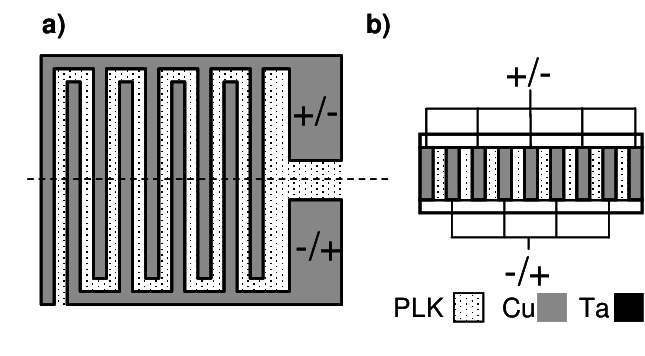 a)
b)
+/-
-/+
+/-
-/+
PLK Cu Ta